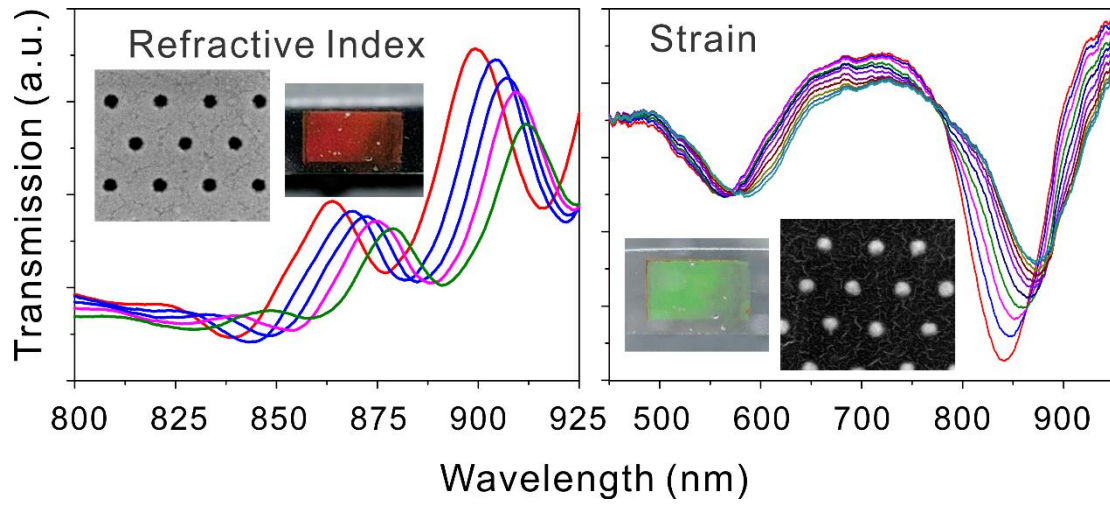 Refractive Index
Strain
Transmission (a.u.)
800 825 850 875 900 925
500 600 700 800 900
Wavelength (nm)